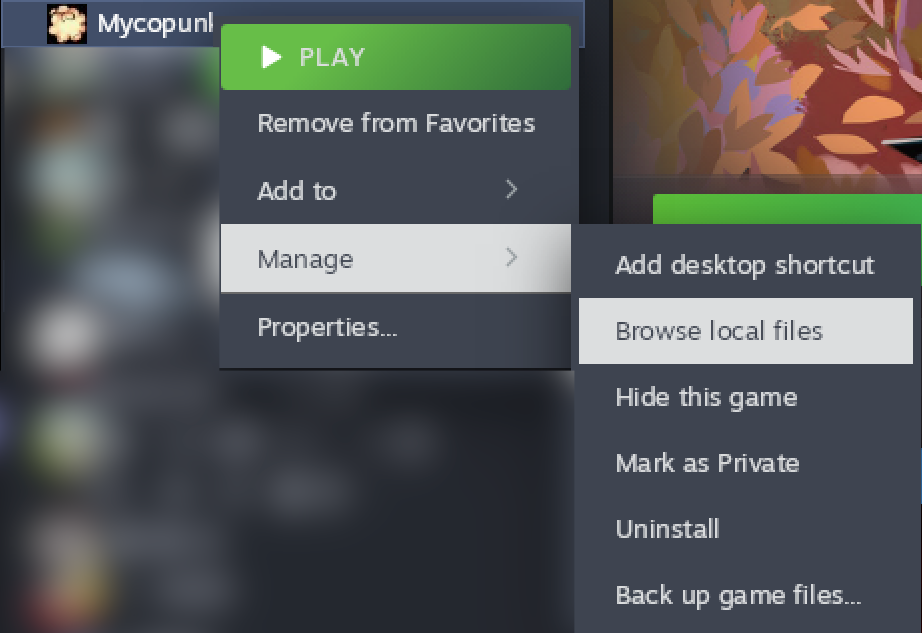 Mycopunk
PLAY
Remove from Favorites
Add to
Manage
Properties...
Add desktop shortcut
Browse local files
Hide this game
Mark as Private
Uninstall
Back up game files...